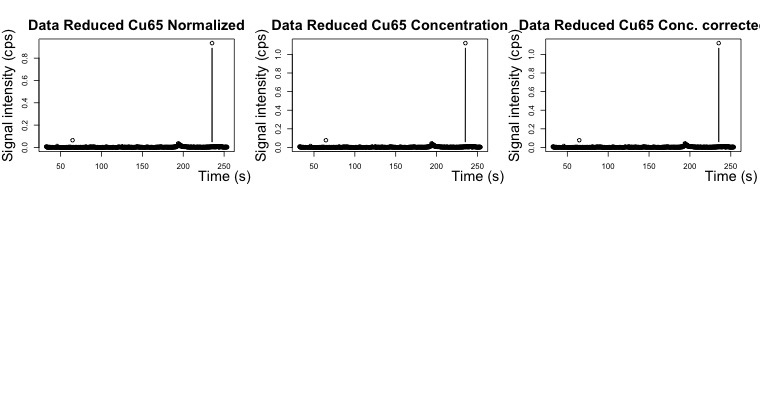 Data Reduced Cu65 Normalized
Signal intensity (cps)
0.0 0.2 0.4 0.6 0.8
50 100 150 200 250
Time (s)
Data Reduced Cu65 Concentration
Signal intensity (cps)
0.0 0.2 0.4 0.6 0.8 1.0
50 100 150 200 250
Time (s)
Data Reduced Cu65 Conc. corrected
Signal intensity (cps)
0.0 0.2 0.4 0.6 0.8 1.0
50 100 150 200 250
Time (s)